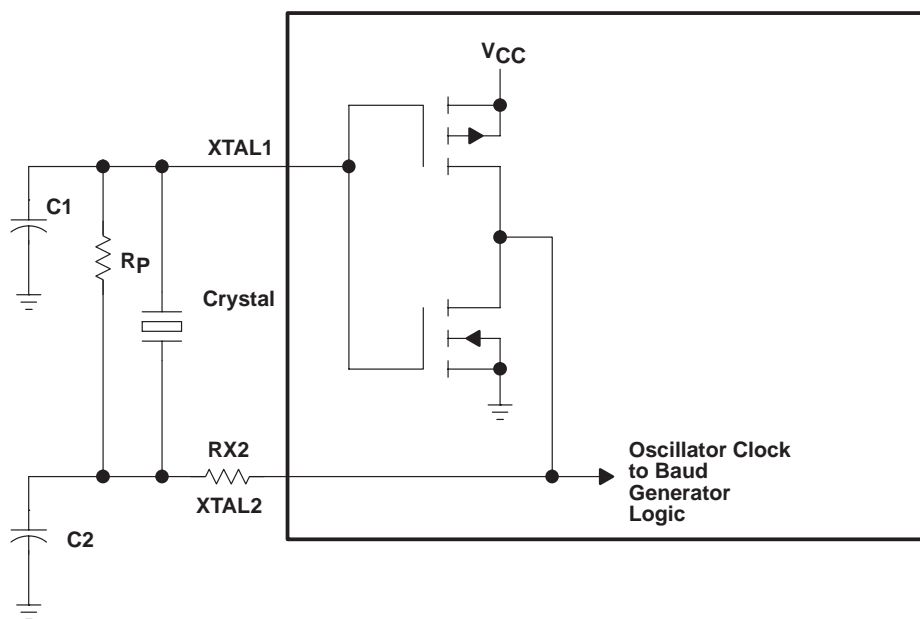 VCC
XTAL1
C1
RP
Crystal
RX2
XTAL2
Oscillator Clock
to Baud
Generator
Logic
C2